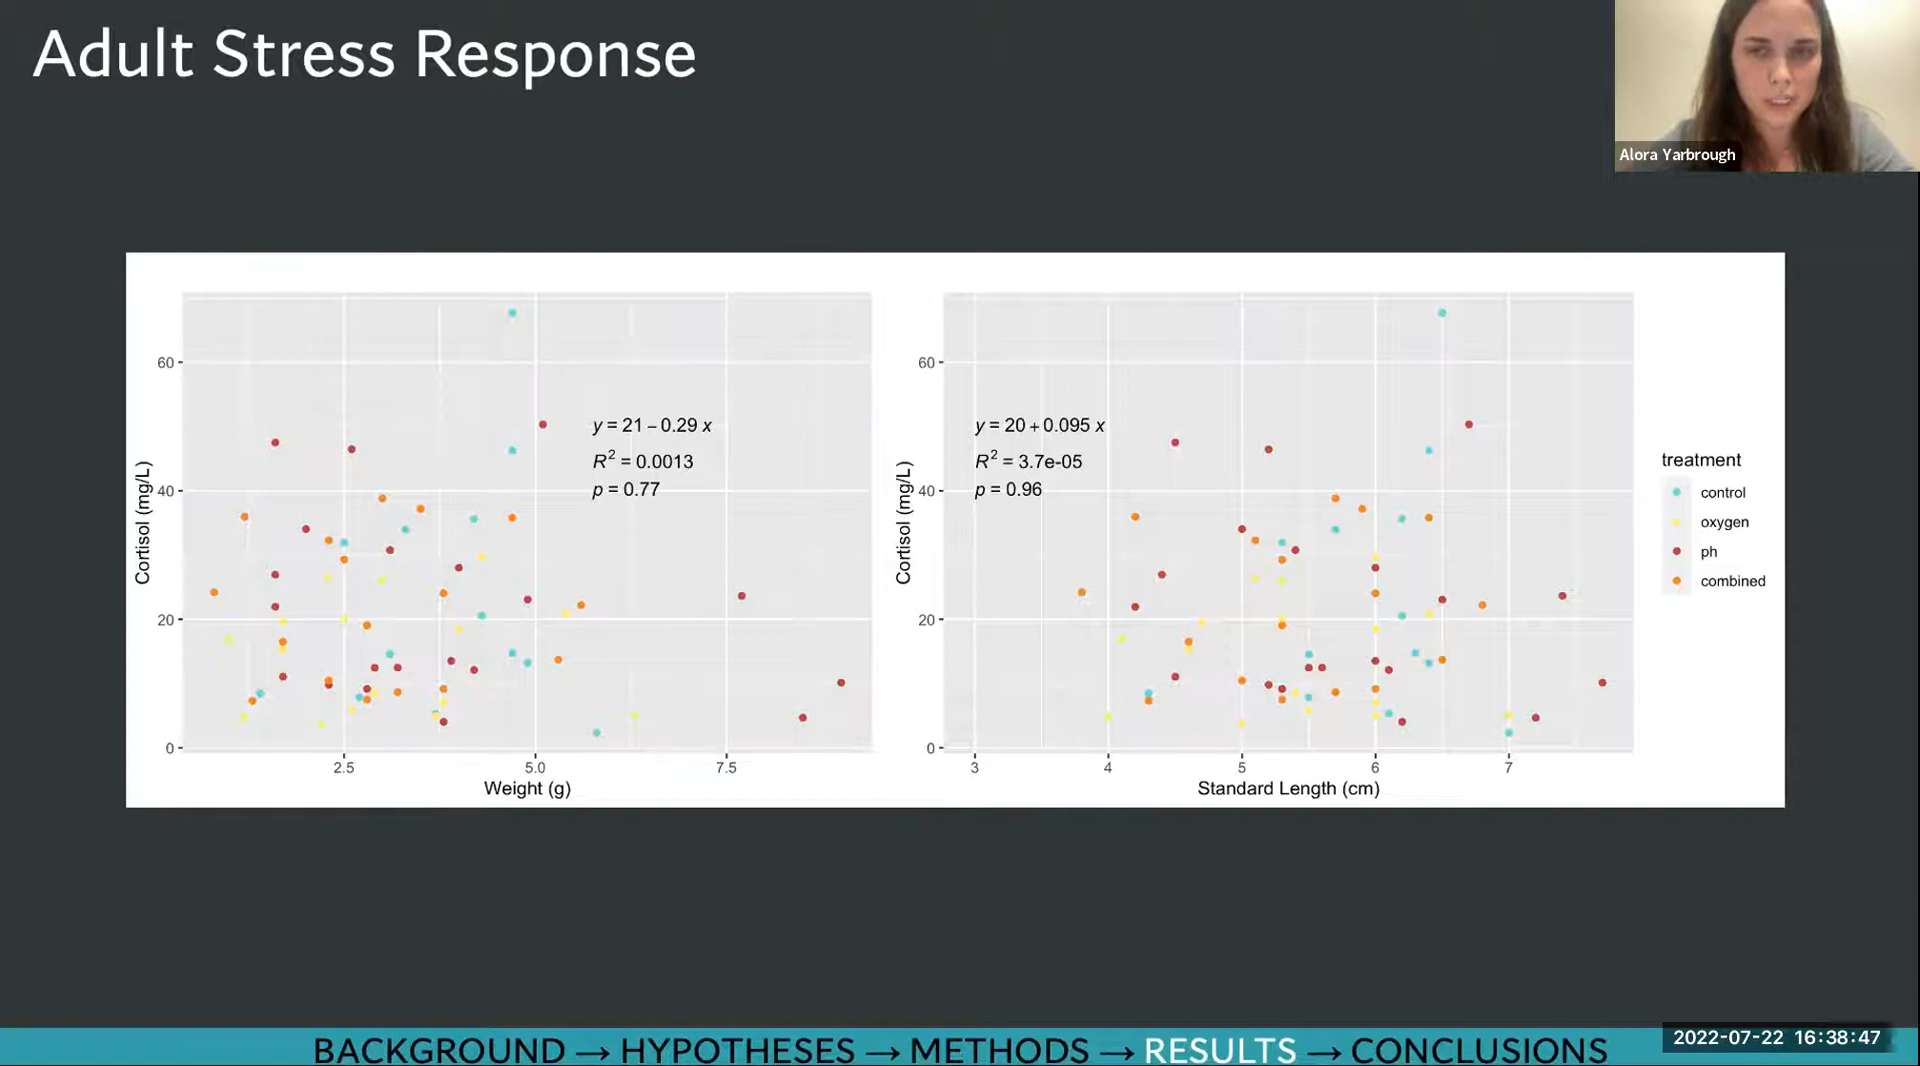 Adult Stress Response
Alora Yarbrough
Cortisol (mg/L)
60
40
20
0
y = 21 – 0.29 x
R² = 0.0013
p = 0.77
2.5 5.0 7.5
Weight (g)
Cortisol (mg/L)
60
40
20
0
y = 20 + 0.095 x
R² = 3.7e-05
p = 0.96
3 4 5 6 7
Standard Length (cm)
treatment
control
oxygen
ph
combined
BACKGROUND → HYPOTHESES → METHODS → RESULTS → CONCLUSIONS
2022-07-22 16:38:47